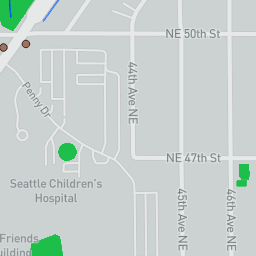 NE 50th St
44th Ave NE
Penny Dr
NE 47th St
Seattle Children's
Hospital
45th Ave NE
46th Ave NE
Friends
Building